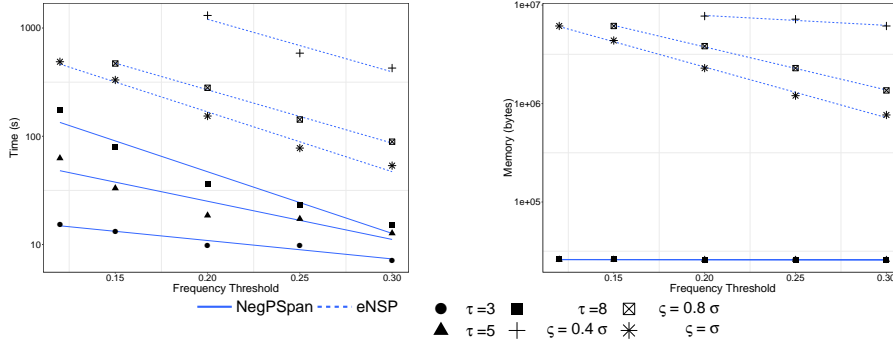 1000
100
10
Time (s)
0.15
0.20
0.25
0.30
Frequency Threshold
1e+07
1e+06
1e+05
Memory (bytes)
0.15
0.20
0.25
0.30
Frequency Threshold
NegPSpan
eNSP
τ =3
τ =8
ς = 0.8 σ
τ =5
ς = 0.4 σ
ς = σ